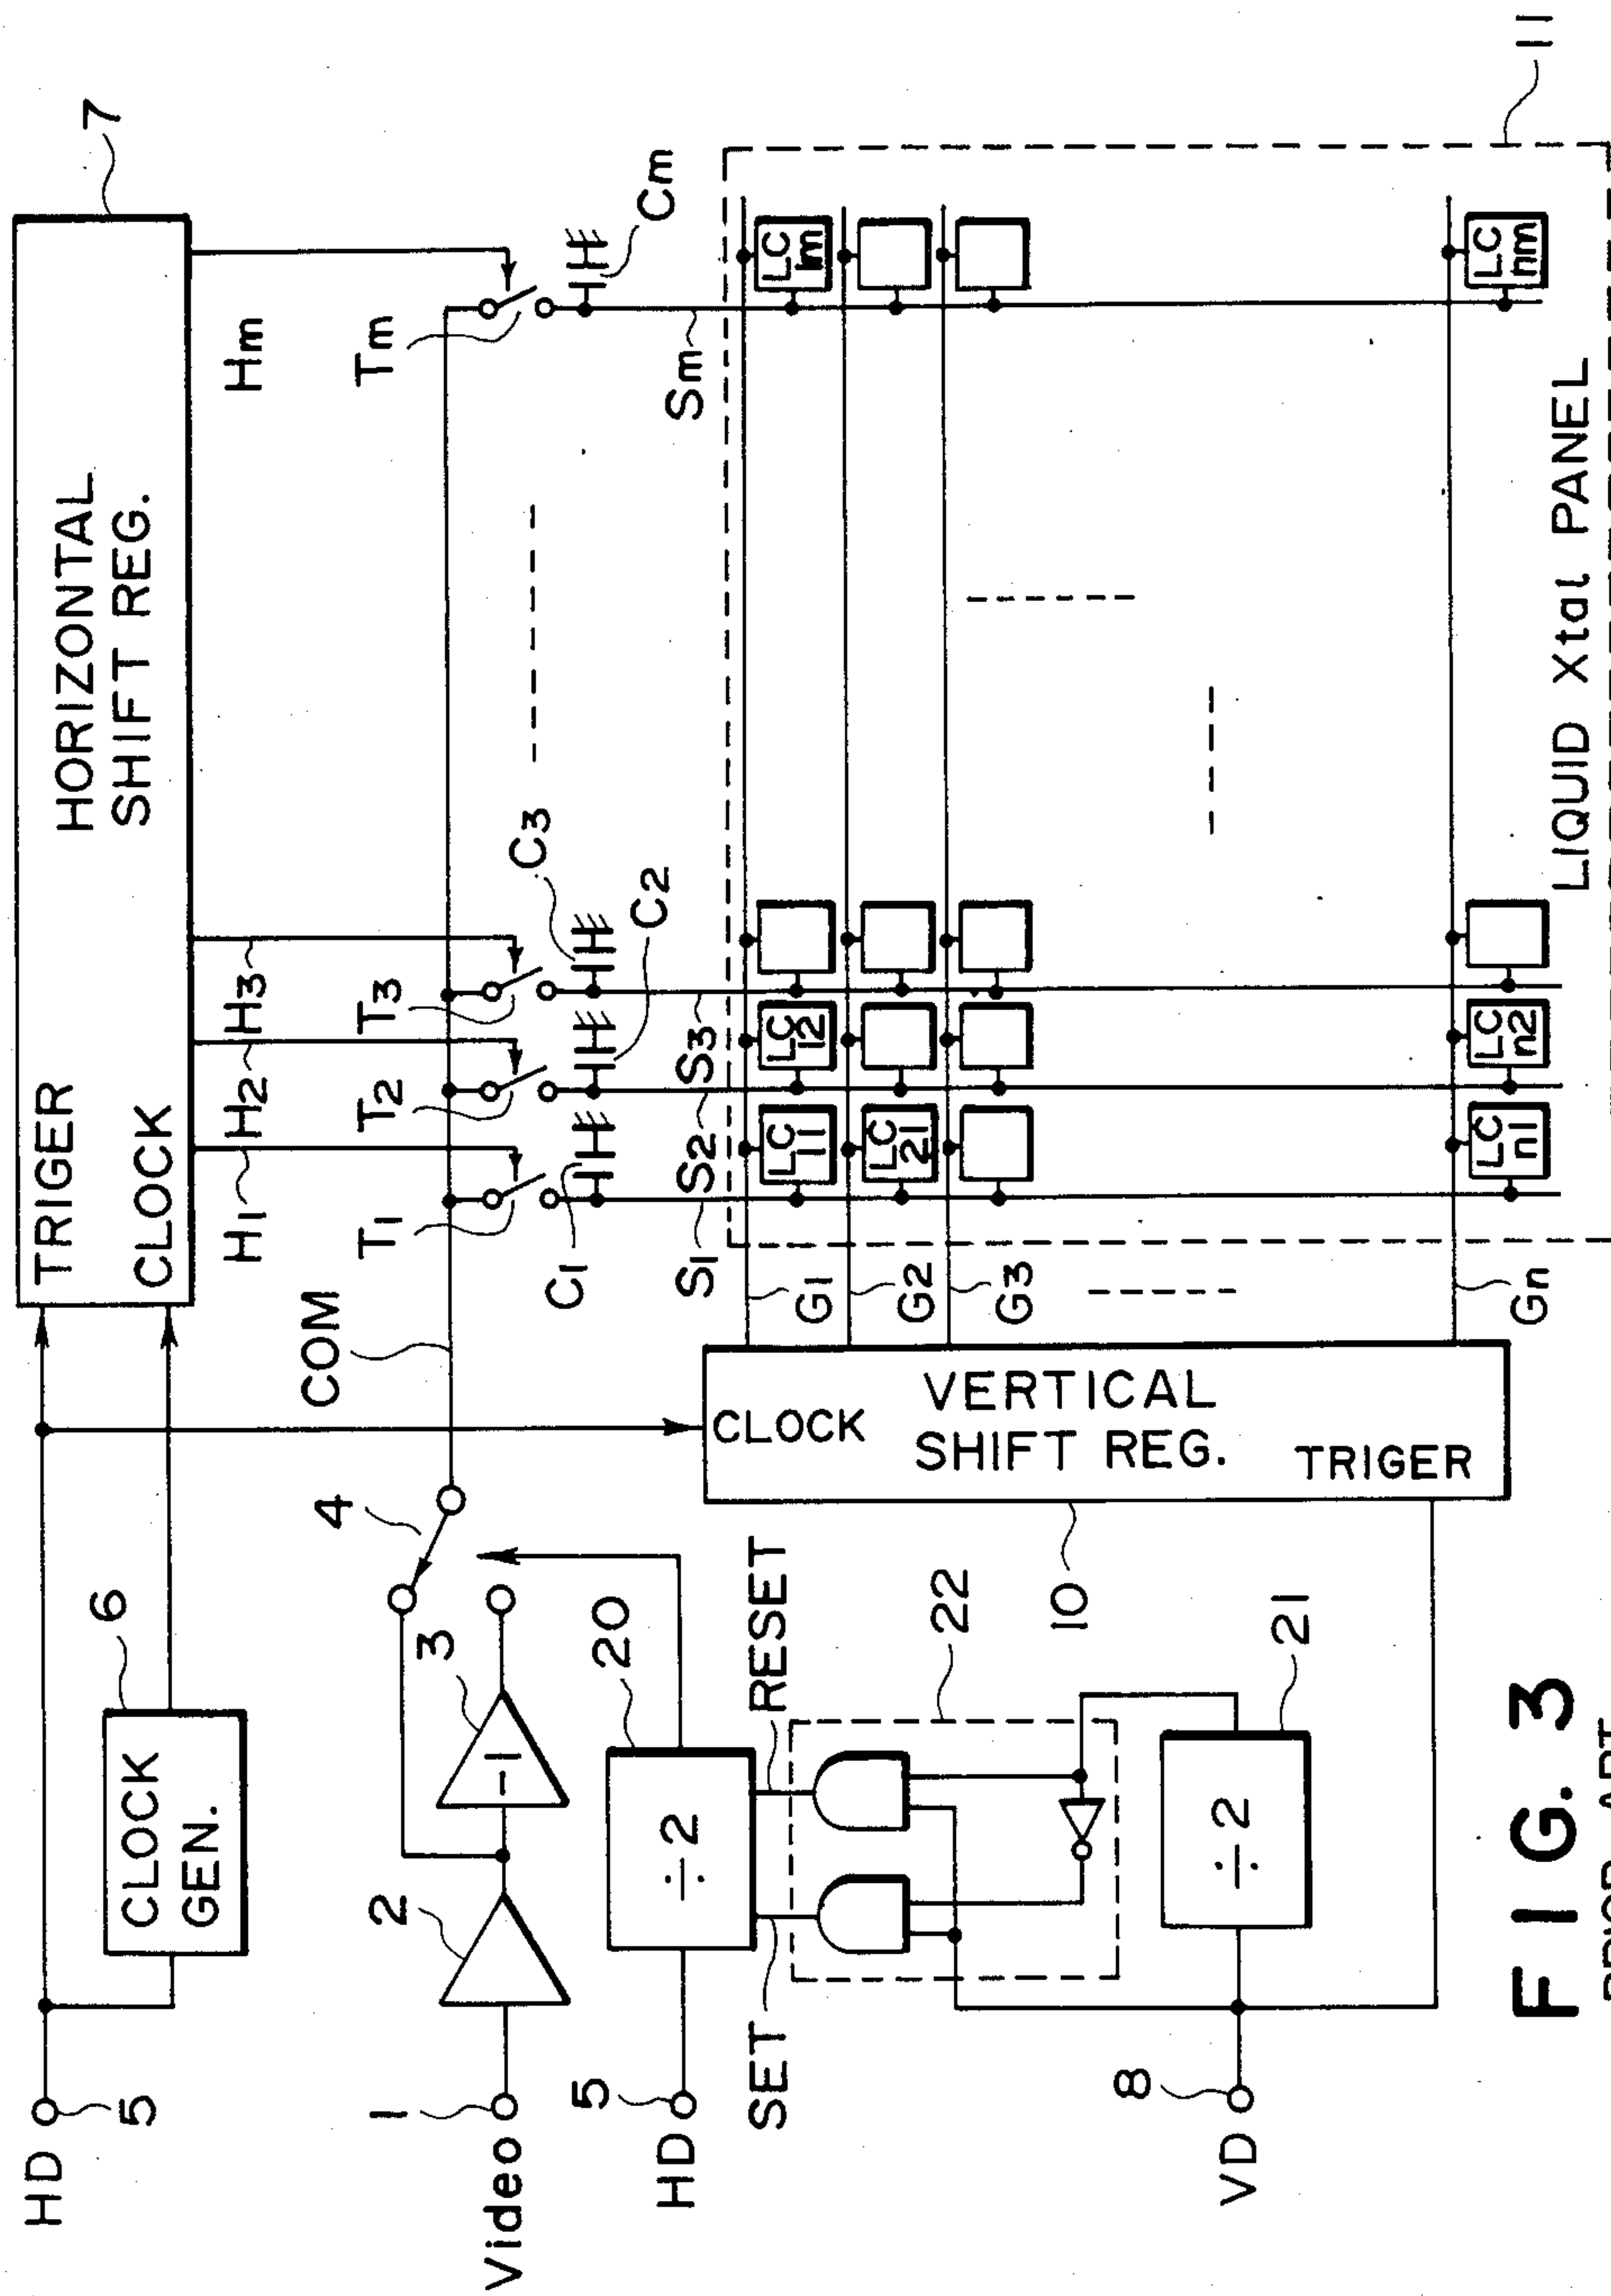 HD
5
CLOCK
GEN.
6
TRIGER
CLOCK
HORIZONTAL
SHIFT REG.
7
H1
H2
H3
Hm
Video
1
2
-1
3
4
COM
T1
T2
T3
Tm
C1
C2
C3
Cm
HD
5
÷2
20
SET
RESET
22
S1
S2
S3
Sm
CLOCK
VERTICAL
SHIFT REG.
TRIGER
10
G1
G2
G3
Gn
LC
11
LC
12
LC
1m
LC
21
LC
n1
LC
n2
LC
nm
VD
8
÷2
21
LIQUID Xtal PANEL
11
FIG. 3
PRIOR ART